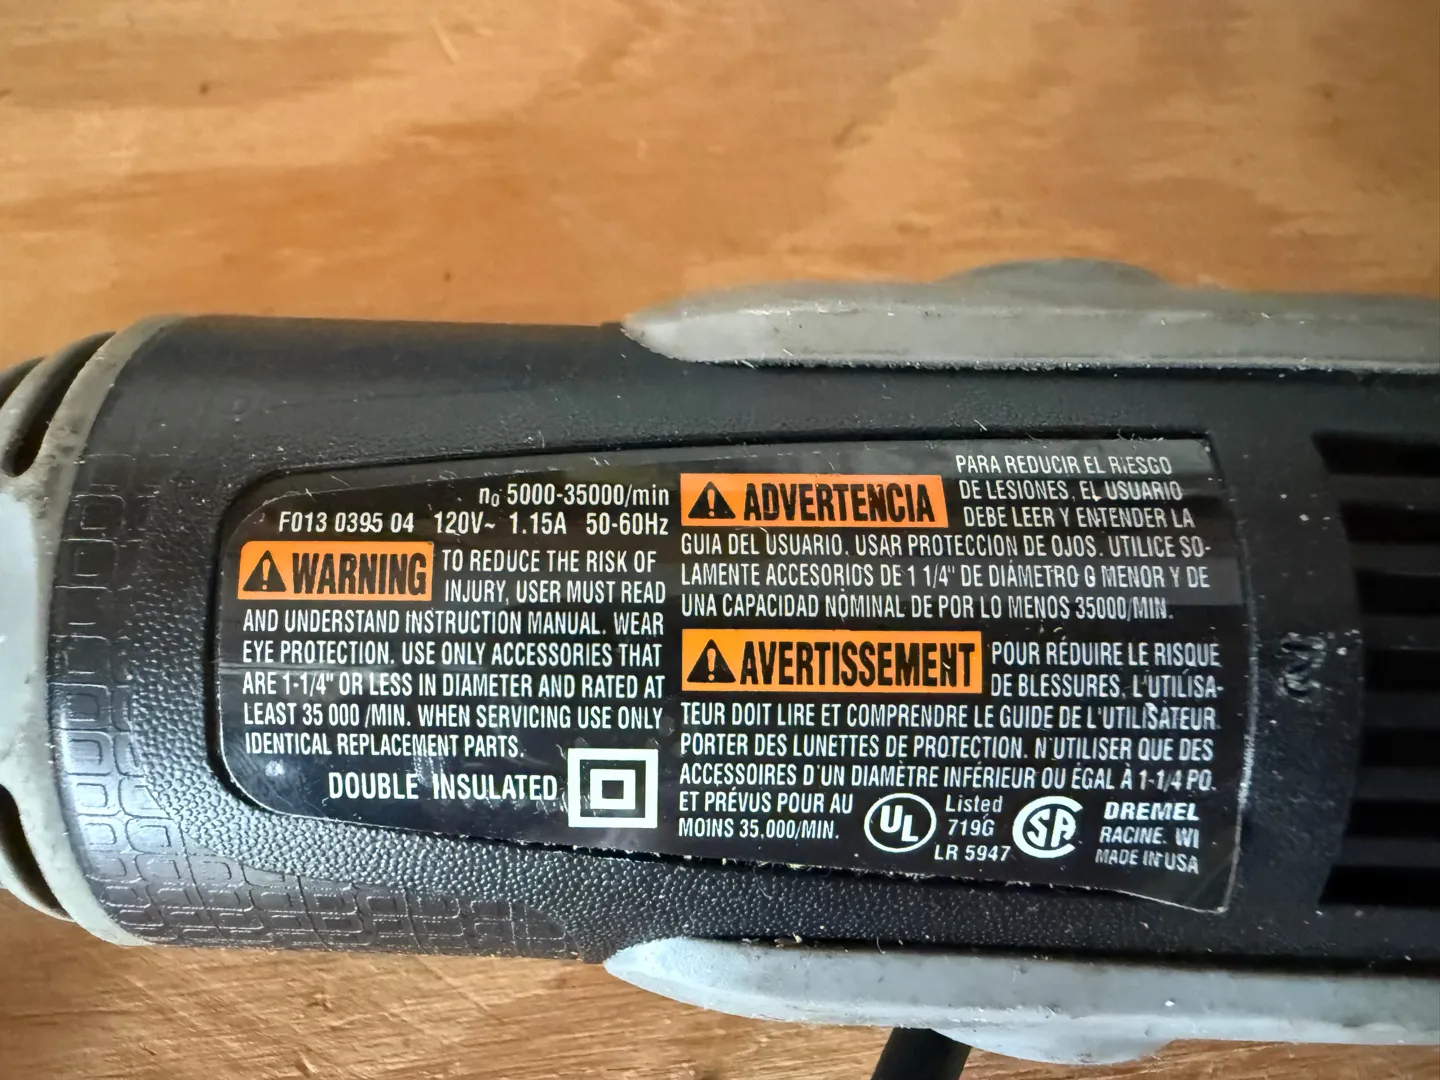 n₀ 5000-35000/min
F013 0395 04 120V~ 1.15A 50-60Hz
WARNING TO REDUCE THE RISK OF
INJURY, USER MUST READ
AND UNDERSTAND INSTRUCTION MANUAL. WEAR
EYE PROTECTION. USE ONLY ACCESSORIES THAT
ARE 1-1/4" OR LESS IN DIAMETER AND RATED AT
LEAST 35 000 /MIN. WHEN SERVICING USE ONLY
IDENTICAL REPLACEMENT PARTS.
DOUBLE INSULATED
ADVERTENCIA PARA REDUCIR EL RIESGO
DE LESIONES, EL USUARIO
DEBE LEER Y ENTENDER LA
GUIA DEL USUARIO. USAR PROTECCION DE OJOS. UTILICE SO-
LAMENTE ACCESORIOS DE 1 1/4" DE DIÁMETRO O MENOR Y DE
UNA CAPACIDAD NOMINAL DE POR LO MENOS 35000/MIN.
AVERTISSEMENT POUR RÉDUIRE LE RISQUE
DE BLESSURES, L'UTILISA-
TEUR DOIT LIRE ET COMPRENDRE LE GUIDE DE L'UTILISATEUR
PORTER DES LUNETTES DE PROTECTION. N'UTILISER QUE DES
ACCESSOIRES D'UN DIAMÈTRE INFÉRIEUR OU ÉGAL À 1-1/4 PO.
ET PRÉVUS POUR AU
MOINS 35.000/MIN.
UL Listed
719G
LR 5947
SA
DREMEL
RACINE, WI
MADE IN USA